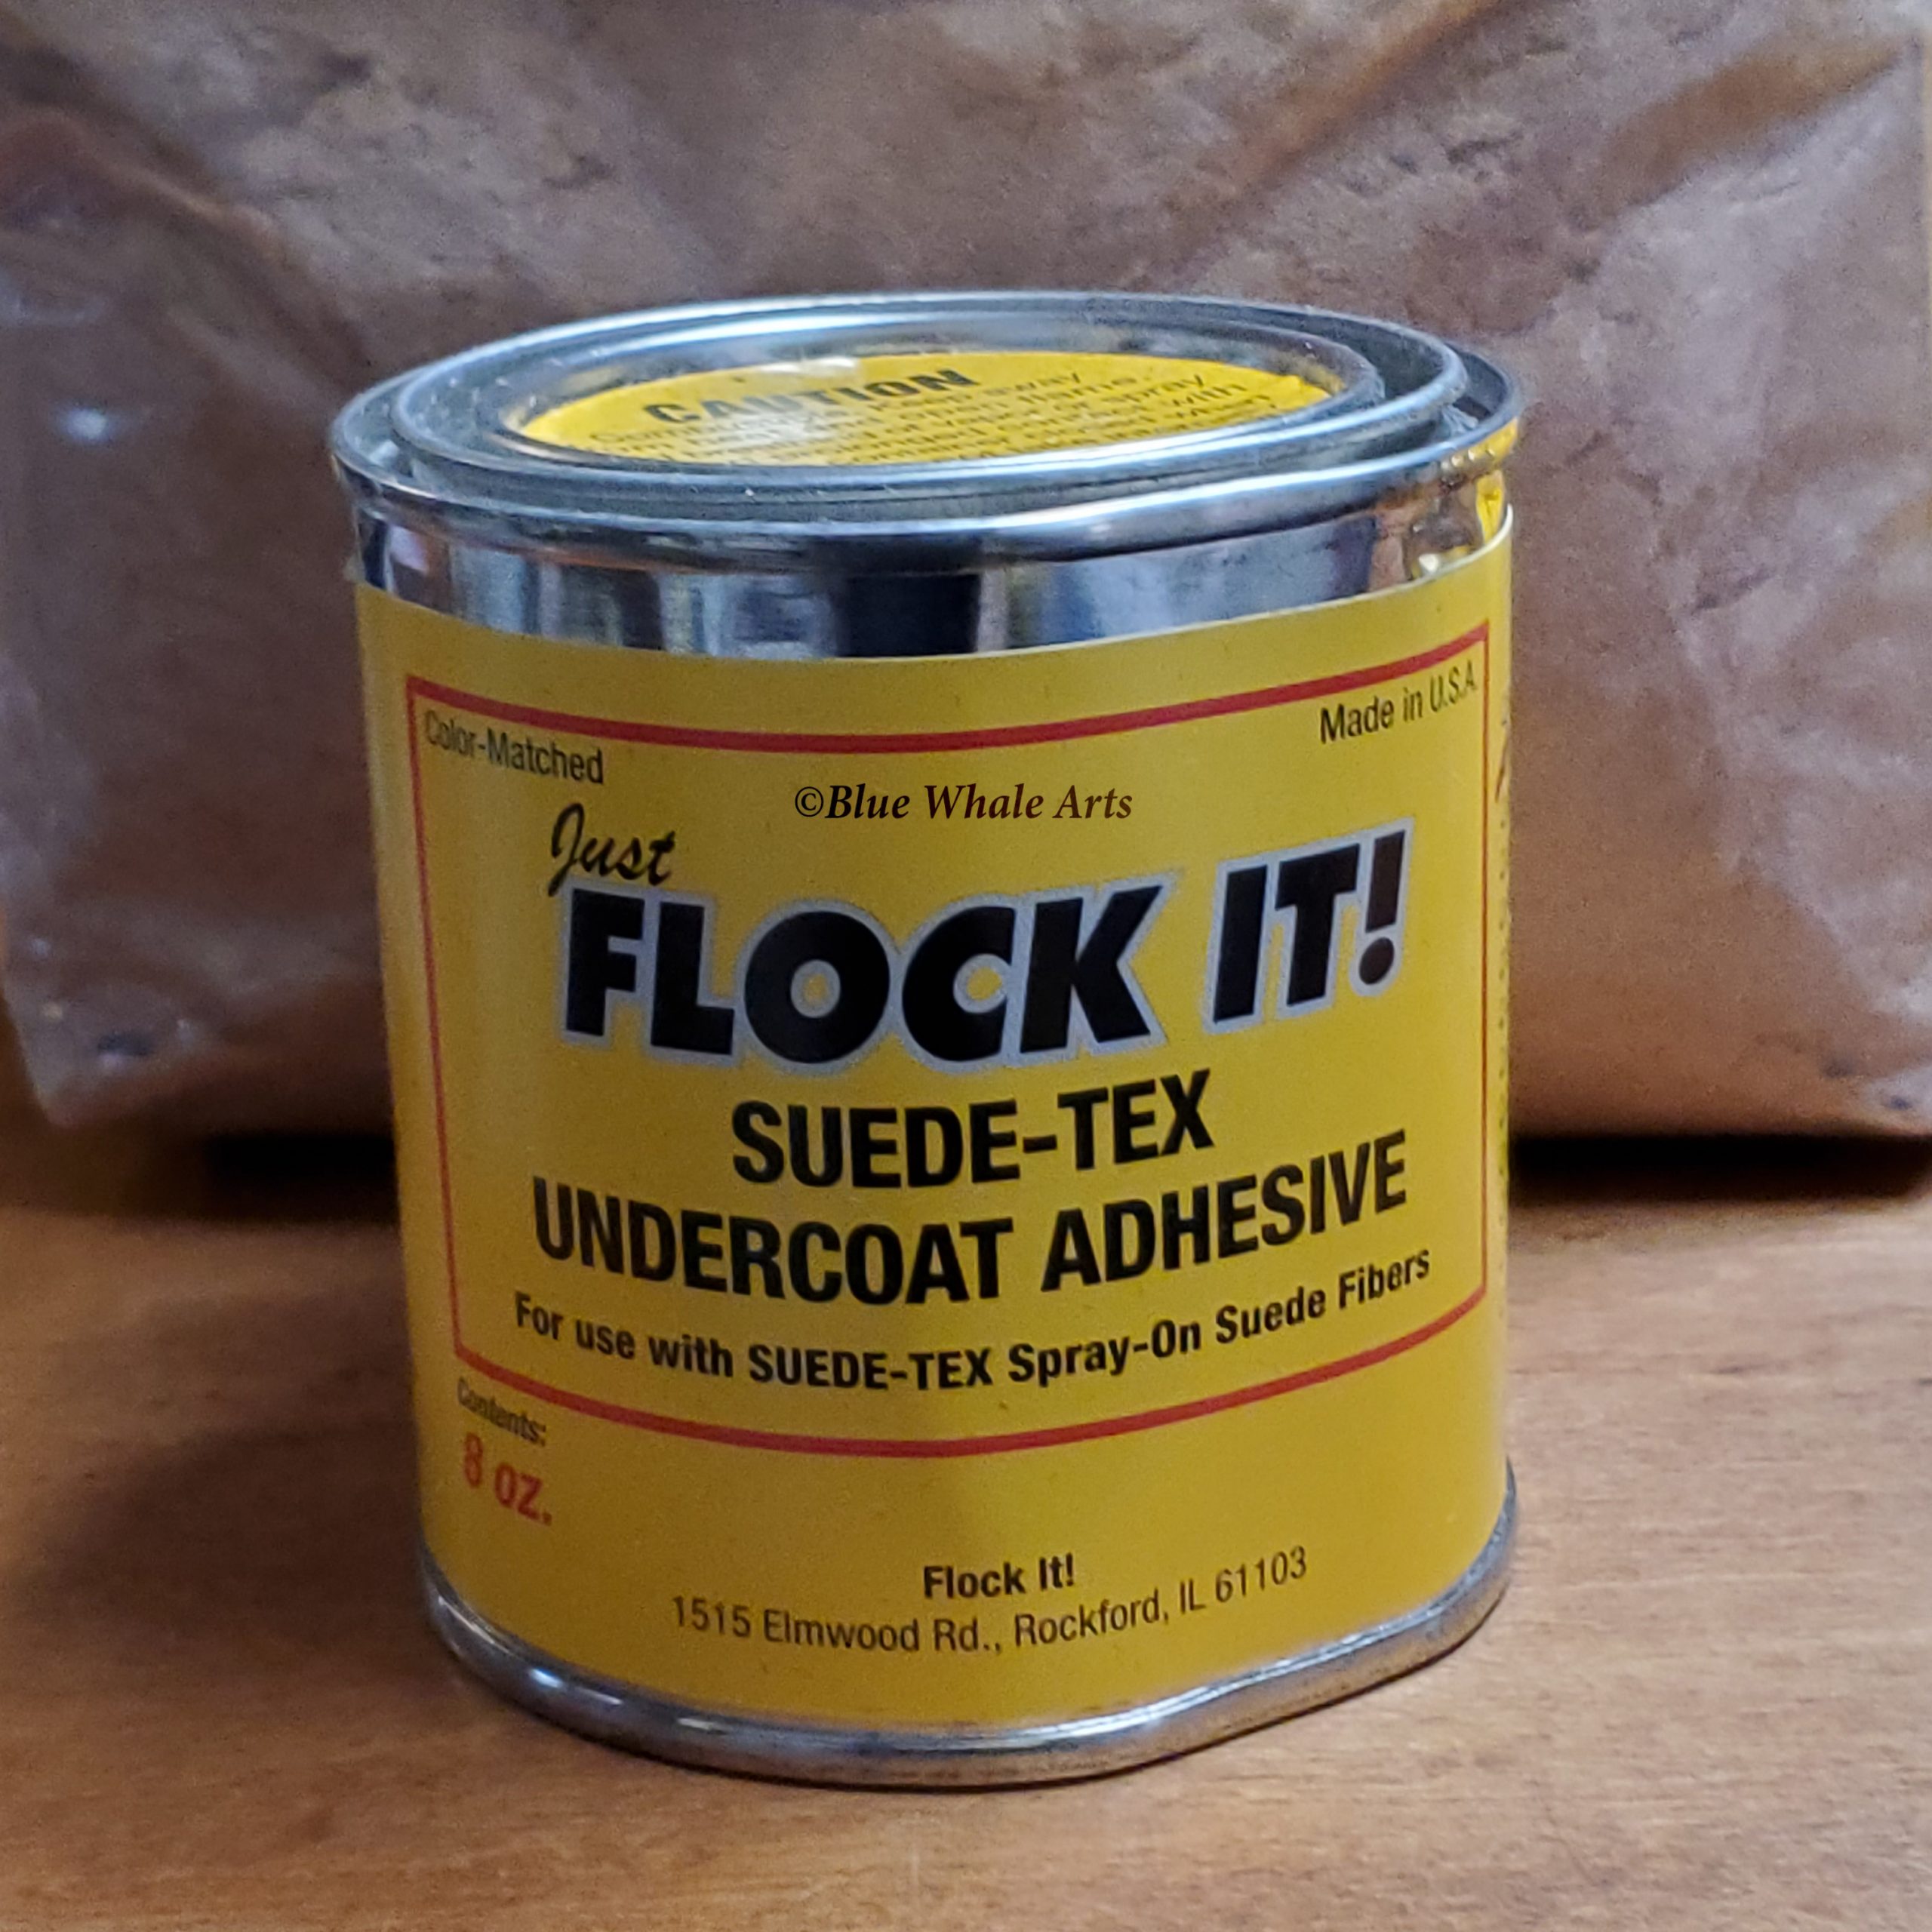 CAUTION
Color-Matched
Made in U.S.A.
©Blue Whale Arts
Just
FLOCK IT!
SUEDE-TEX
UNDERCOAT ADHESIVE
For use with SUEDE-TEX Spray-On Suede Fibers
Contents:
8 oz.
Flock It!
1515 Elmwood Rd., Rockford, IL 61103